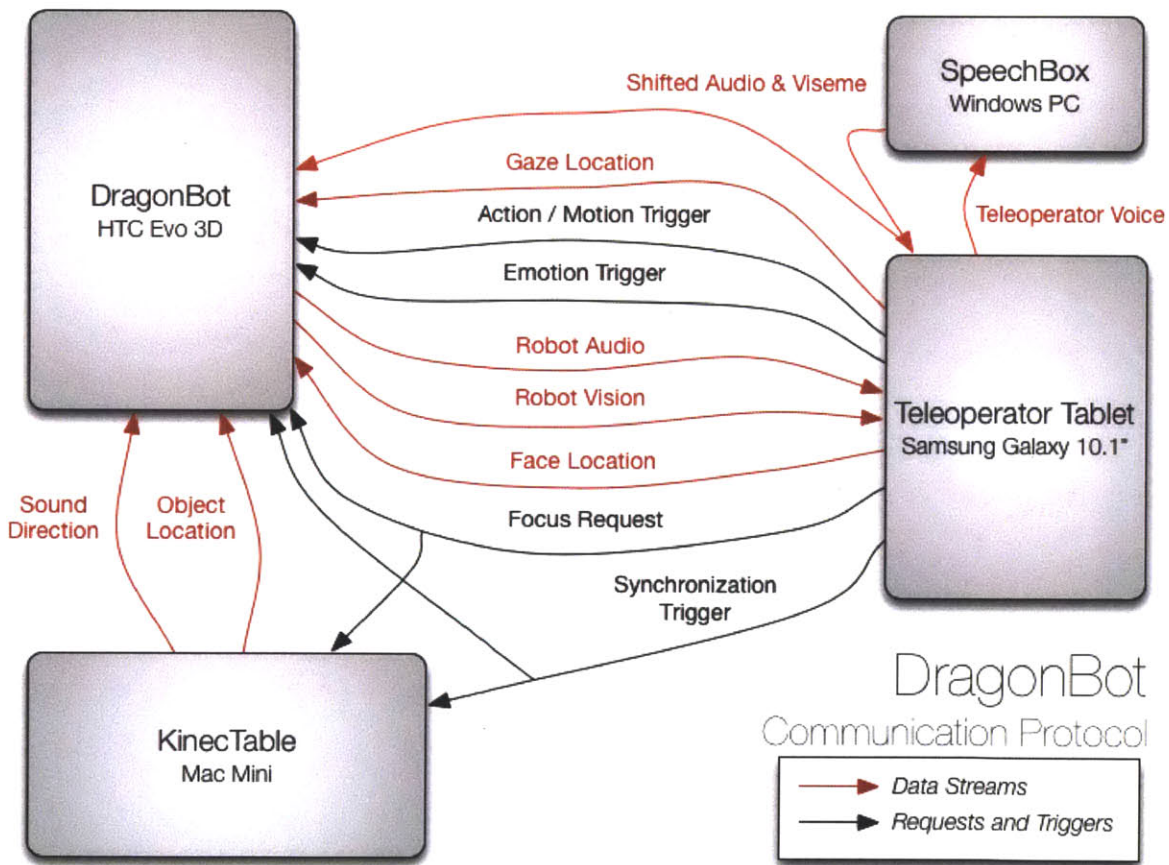 SpeechBox
Windows PC
Shifted Audio & Viseme
Gaze Location
DragonBot
HTC Evo 3D
Action / Motion Trigger
Teleoperator Voice
Emotion Trigger
Robot Audio
Robot Vision
Teleoperator Tablet
Samsung Galaxy 10.1"
Face Location
Sound
Direction
Object
Location
Focus Request
Synchronization
Trigger
KinecTable
Mac Mini
DragonBot
Communication Protocol
Data Streams
Requests and Triggers